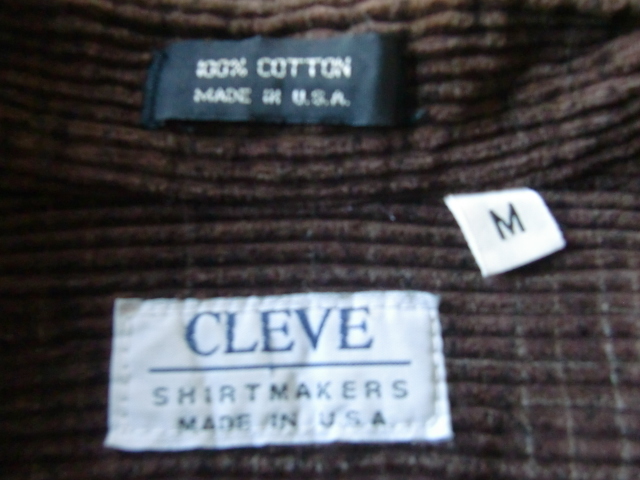 100% COTTON
MADE IN U.S.A.
M
CLEVE
SHIRTMAKERS
MADE IN U.S.A.